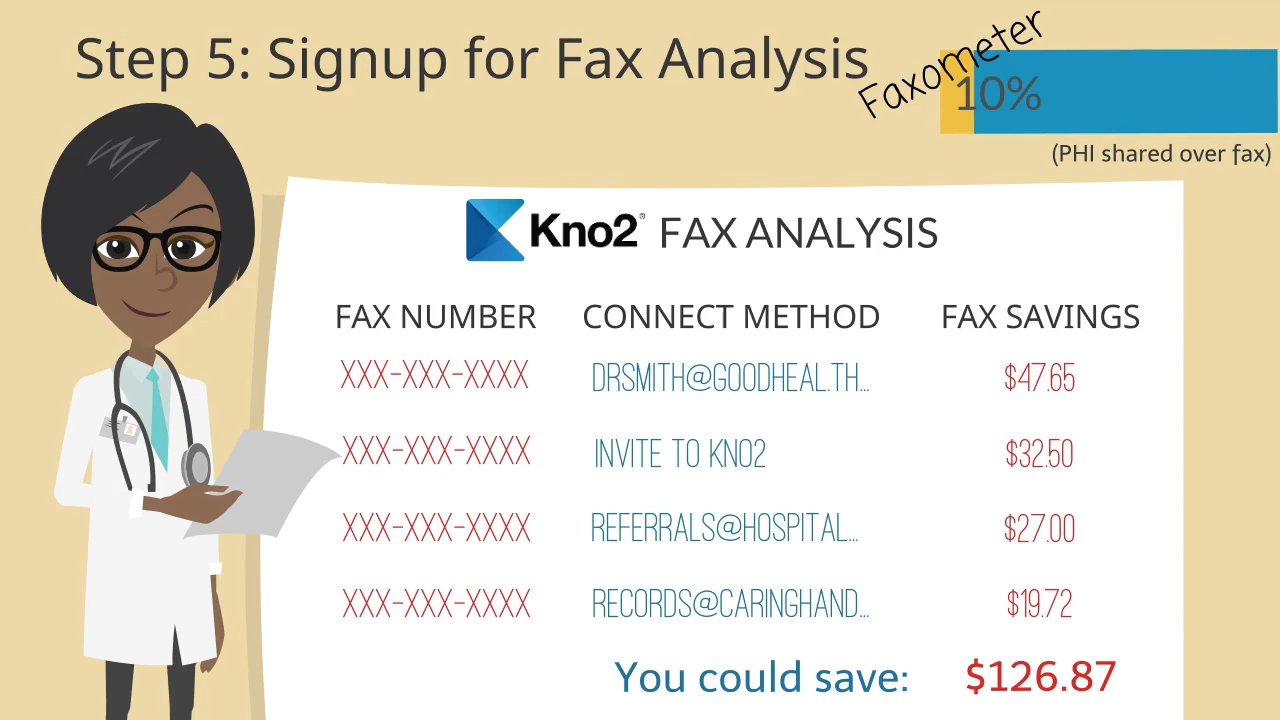 Step 5: Signup for Fax Analysis
Faxometer
10%
(PHI shared over fax)
Kno2® FAX ANALYSIS
FAX NUMBER CONNECT METHOD FAX SAVINGS
XXX-XXX-XXXX DRSMITH@GOODHEAL.TH... $47.65
XXX-XXX-XXXX INVITE TO KNO2 $32.50
XXX-XXX-XXXX REFERRALS@HOSPITAL... $27.00
XXX-XXX-XXXX RECORDS@CARINGHAND... $19.72
You could save: $126.87